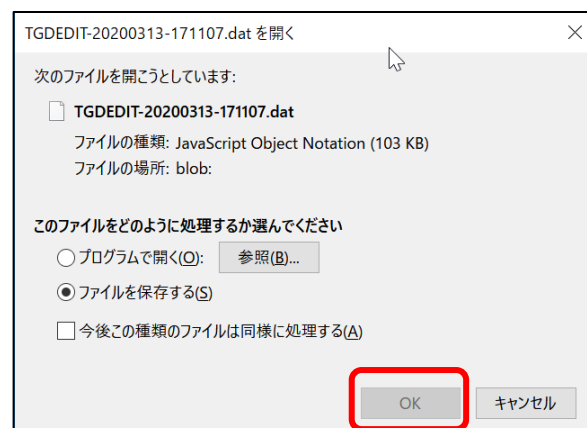 TGDEDIT-20200313-171107.dat を開く
次のファイルを開こうとしています:
TGDEDIT-20200313-171107.dat
ファイルの種類: JavaScript Object Notation (103 KB)
ファイルの場所: blob:
このファイルをどのように処理するか選んでください
プログラムで開く(O): 参照(B)...
ファイルを保存する(S)
今後この種類のファイルは同様に処理する(A)
OK キャンセル